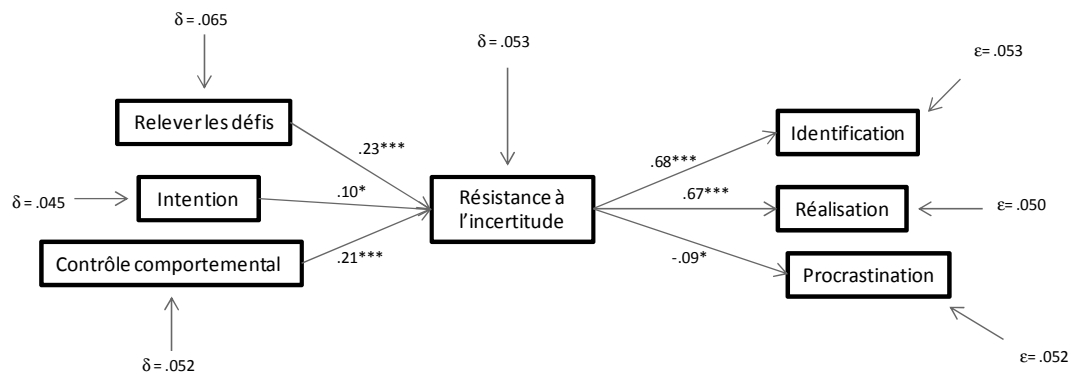 δ = .065
δ = .053
ε= .053
Relever les défis
Identification
.23***
.68***
δ = .045
Intention
.10*
Résistance à
l’incertitude
.67***
Réalisation
ε= .050
Contrôle comportemental
.21***
-.09*
Procrastination
δ = .052
ε= .052